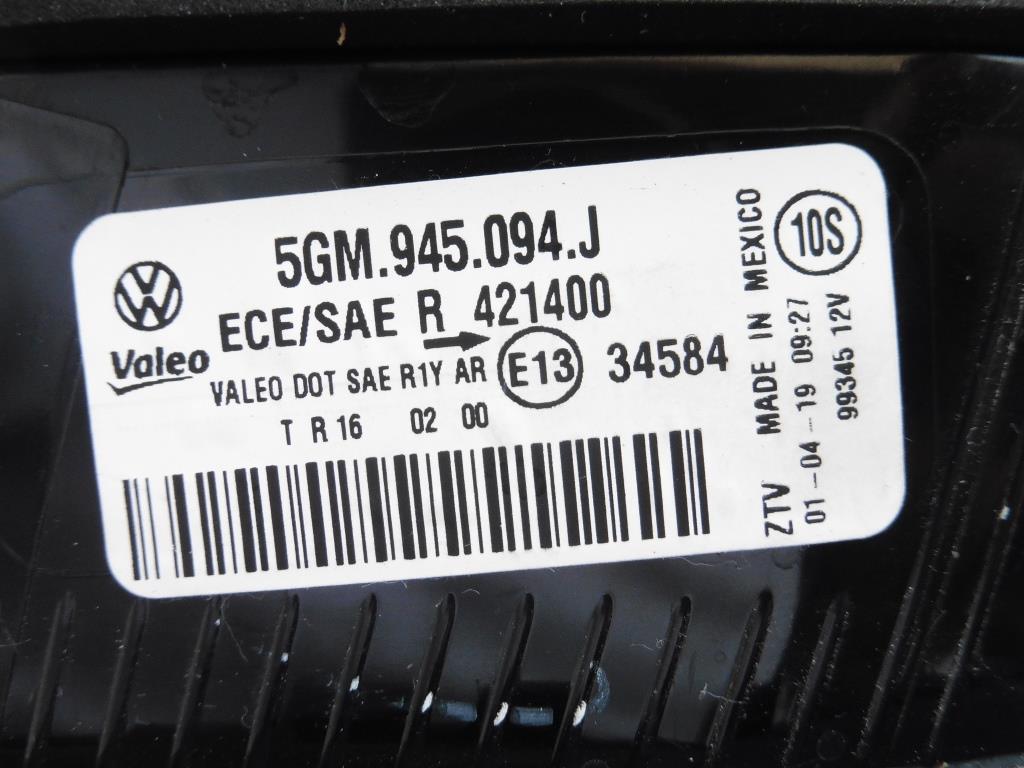 5GM.945.094.J
ECE/SAE R 421400
Valeo
VALEO DOT SAE R1Y AR E13 34584
T R16 02 00
ZTV MADE IN MEXICO
01-04-19 09:27
99345 12V
10S